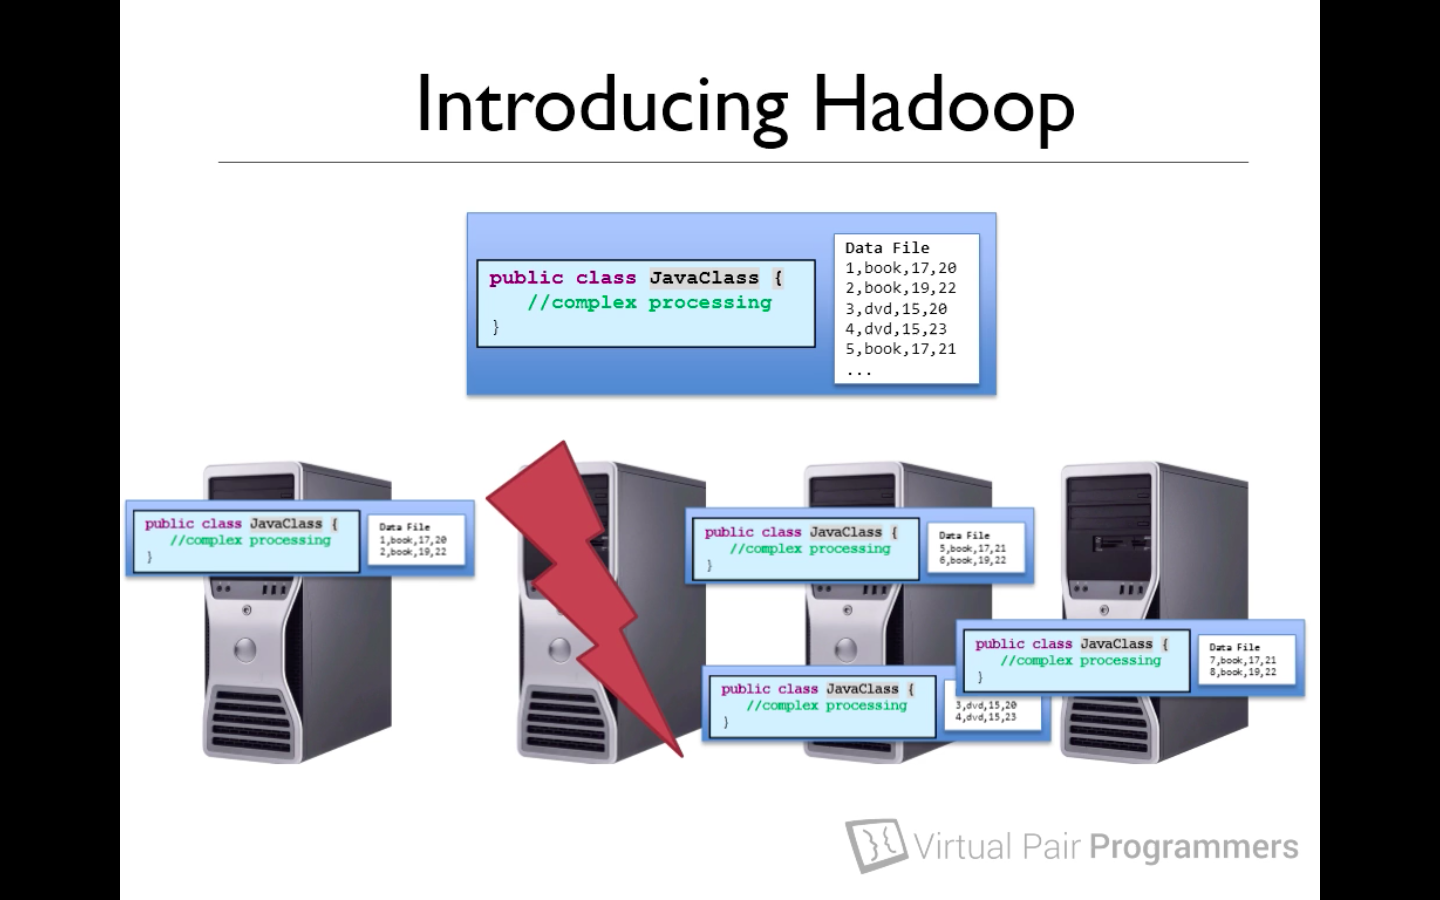 Introducing Hadoop
public class JavaClass {
//complex processing
}
Data File
1,book,17,20
2,book,19,22
3,dvd,15,20
4,dvd,15,23
5,book,17,21
...
public class JavaClass {
//complex processing
}
Data File
1,book,17,20
2,book,19,22
public class JavaClass {
//complex processing
}
Data File
5,book,17,21
6,book,19,22
public class JavaClass {
//complex processing
}
3,dvd,15,20
4,dvd,15,23
public class JavaClass {
//complex processing
}
Data File
7,book,17,21
8,book,19,22
Virtual Pair Programmers